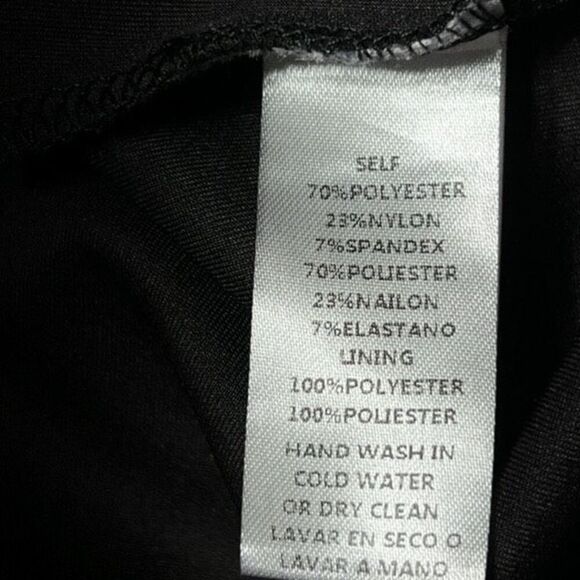 SELF
70%POLYESTER
23%NYLON
7%SPANDEX
70%POLIESTER
23%NAILON
7%ELASTANO
LINING
100%POLYESTER
100%POLIESTER
HAND WASH IN
COLD WATER
OR DRY CLEAN
LAVAR EN SECO O
LAVAR A MANO